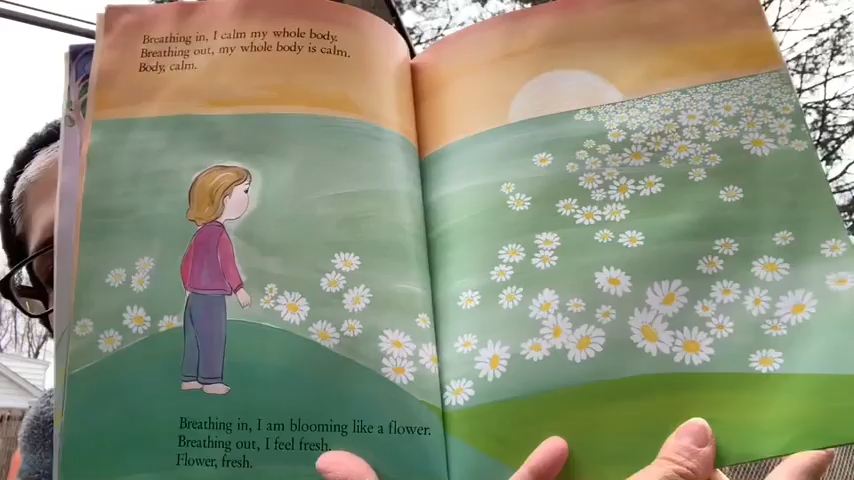 Breathing in, I calm my whole body.
Breathing out, my whole body is calm.
Body, calm.
Breathing in, I am blooming like a flower.
Breathing out, I feel fresh.
Flower, fresh.